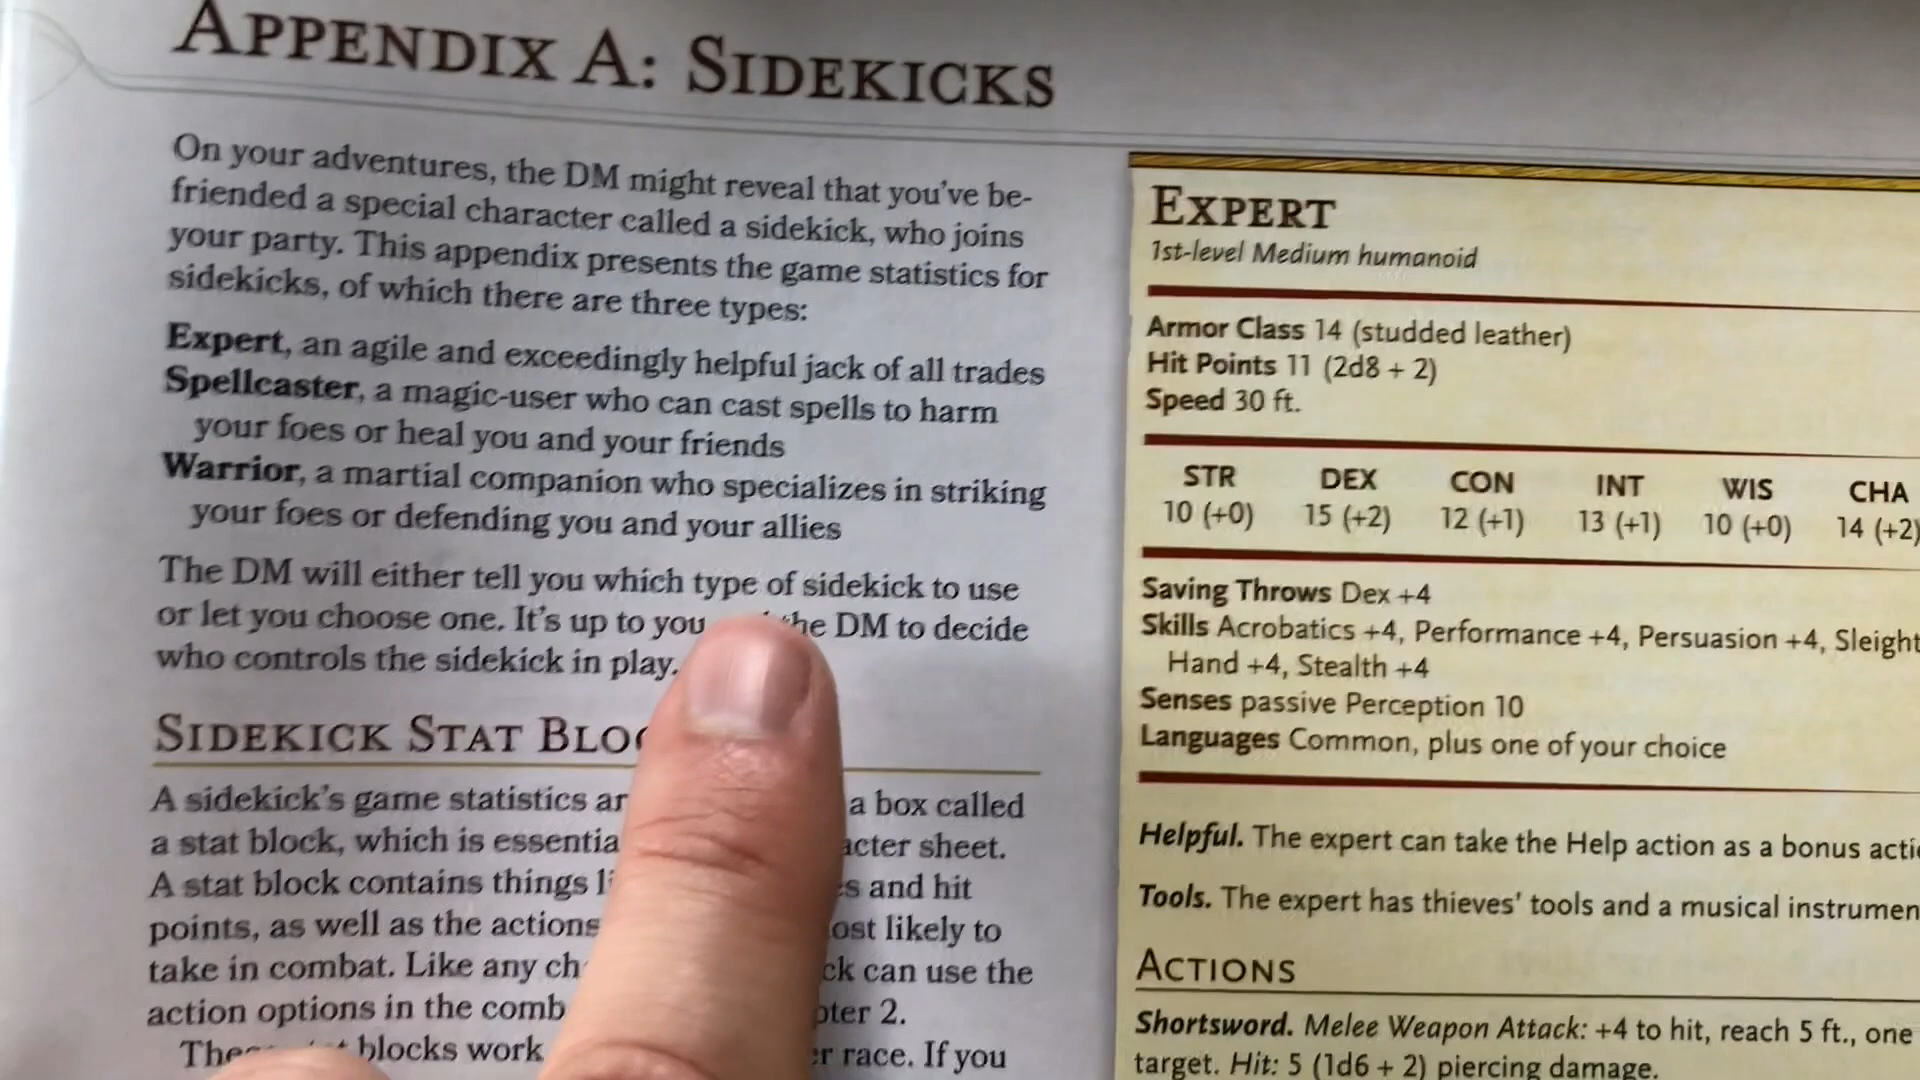 APPENDIX A: SIDEKICKS
On your adventures, the DM might reveal that you've be-
friended a special character called a sidekick, who joins
your party. This appendix presents the game statistics for
sidekicks, of which there are three types:
Expert, an agile and exceedingly helpful jack of all trades
Spellcaster, a magic-user who can cast spells to harm
your foes or heal you and your friends
Warrior, a martial companion who specializes in striking
your foes or defending you and your allies
The DM will either tell you which type of sidekick to use
or let you choose one. It's up to you the DM to decide
who controls the sidekick in play.
SIDEKICK STAT
A sidekick's game statistics a box called
a stat block, which is sheet.
A stat block contains things and hit
points, as well as the actions likely to
take in combat. Like any can use the
action options in the 2.
blocks work race. If you
EXPERT
1st-level Medium humanoid
Armor Class 14 (studded leather)
Hit Points 11 (2d8 + 2)
Speed 30 ft.
STR DEX CON INT WIS CHA
10 (+0) 15 (+2) 12 (+1) 13 (+1) 10 (+0) 14 (+2)
Saving Throws Dex +4
Skills Acrobatics +4, Performance +4, Persuasion +4, Sleight
Hand +4, Stealth +4
Senses passive Perception 10
Languages Common, plus one of your choice
Helpful. The expert can take the Help action as a bonus
Tools. The expert has thieves' tools and a musical
ACTIONS
Shortsword. Melee Weapon Attack: +4 to hit, reach 5 ft., one
target. Hit: 5 (1d6 + 2) piercing damage.